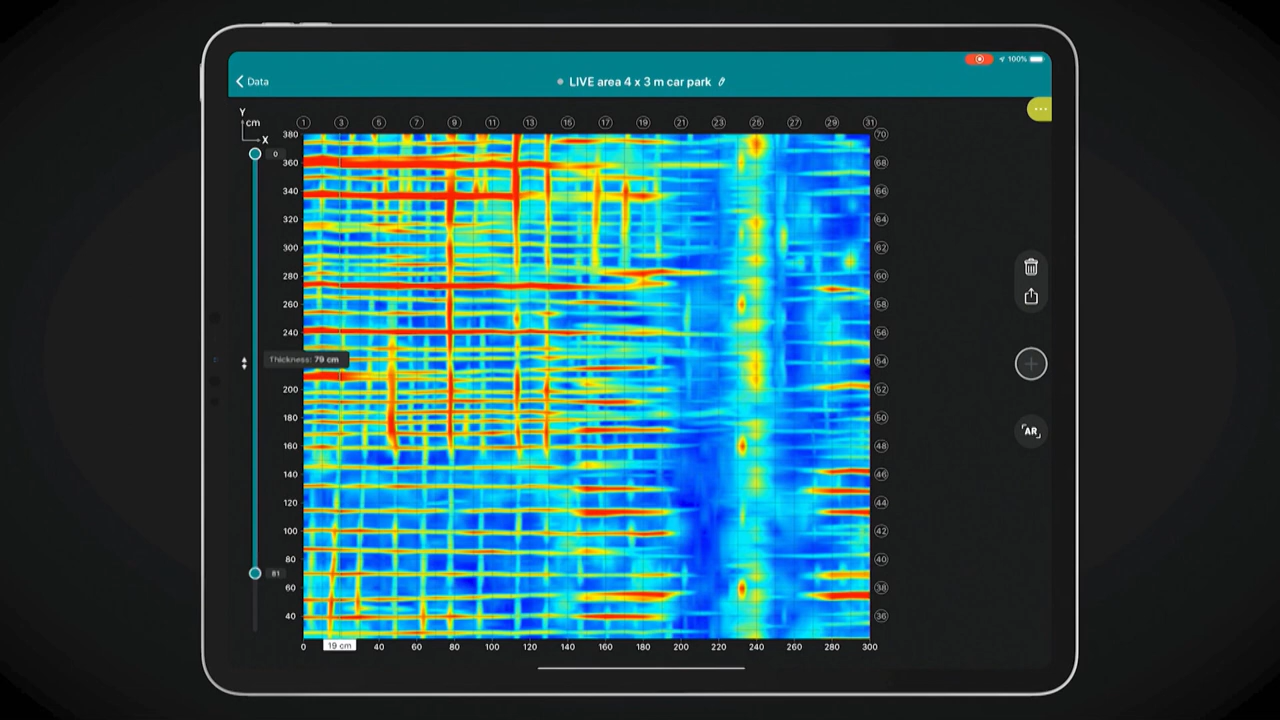 100%
Data
LIVE area 4 x 3 m car park
Y
cm
X
1 3 5 7 9 11 13 15 17 19 21 23 25 27 29 31
380 70
0
360 68
340 66
320 64
300 62
280 60
260 58
240 56
Thickness: 79 cm
54
200 52
180 50
160 48
AR
140 46
120 44
100 42
80 40
81
60 38
40 36
0 19 cm 40 60 80 100 120 140 160 180 200 220 240 260 280 300